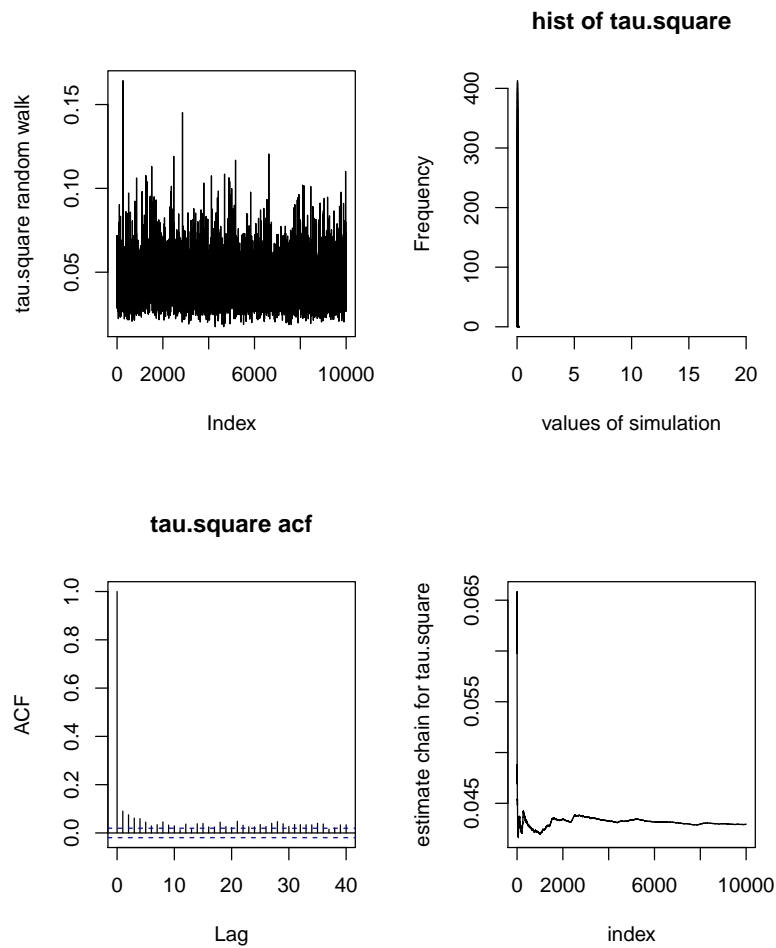 tau.square random walk
0.05 0.10 0.15
0 2000 6000 10000
Index
hist of tau.square
Frequency
0 100 200 300 400
0 5 10 15 20
values of simulation
tau.square acf
ACF
0.0 0.2 0.4 0.6 0.8 1.0
0 10 20 30 40
Lag
estimate chain for tau.square
0.045 0.055 0.065
0 2000 6000 10000
index